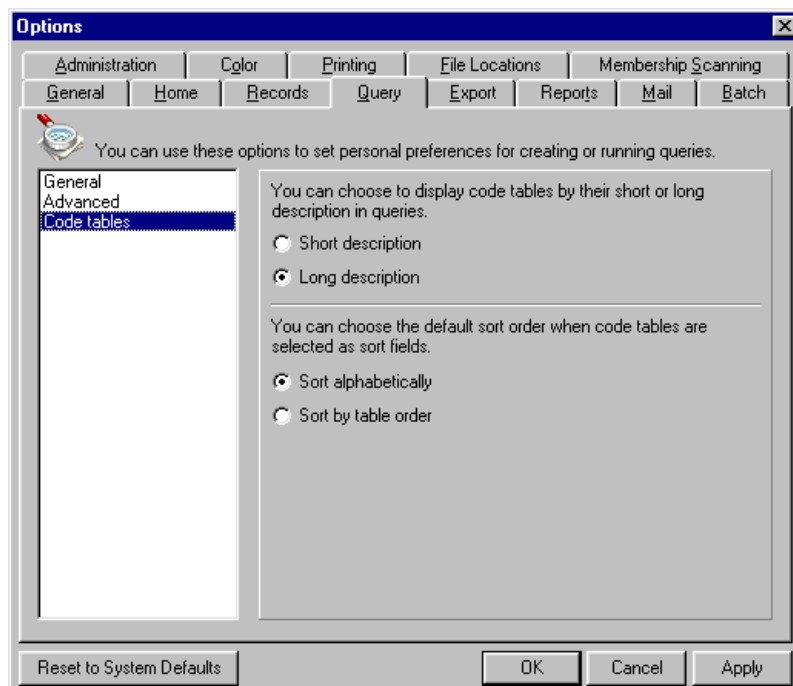 Options
Administration Color Printing File Locations Membership Scanning
General Home Records Query Export Reports Mail Batch
You can use these options to set personal preferences for creating or running queries.
General
Advanced
Code tables
You can choose to display code tables by their short or long
description in queries.
Short description
Long description
You can choose the default sort order when code tables are
selected as sort fields.
Sort alphabetically
Sort by table order
Reset to System Defaults OK Cancel Apply